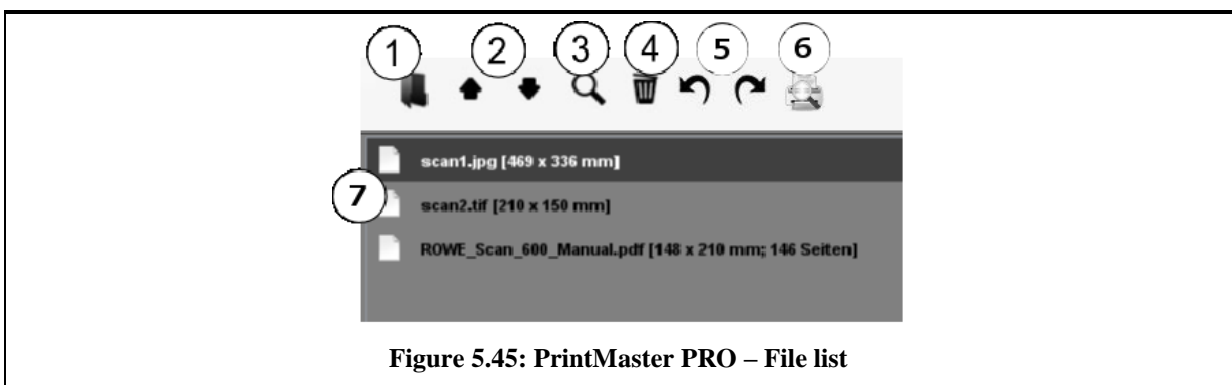 1 2 3 4 5 6
scan1.jpg [469 x 336 mm]
7
scan2.tif [210 x 150 mm]
ROWE_Scan_600_Manual.pdf [148 x 210 mm; 146 Seiten]
Figure 5.45: PrintMaster PRO – File list